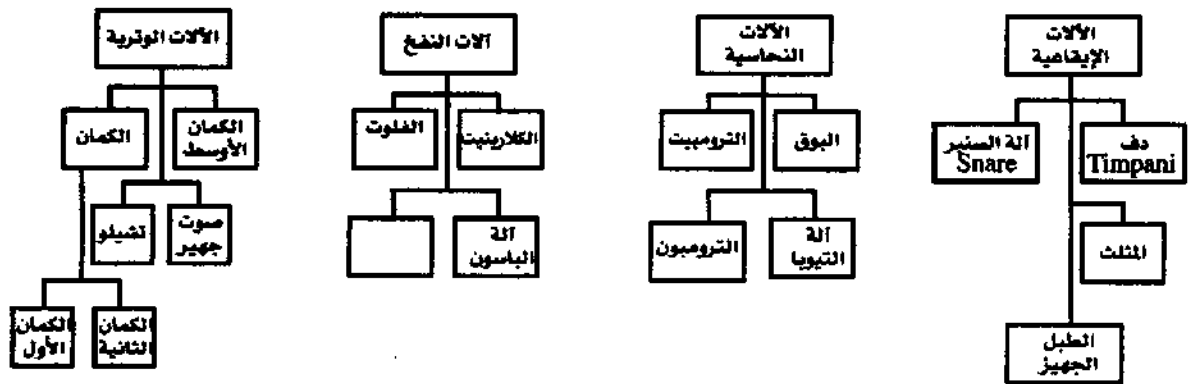 الآلات الوترية
الكمان
الكمان
الأوسط
تشيلو
صوت
جهير
الكمان
الأول
الكمان
الثانية
آلات النفخ
الفلوت
الكلارينيت
آلة
الباسون
الآلات
النحاسية
الترومبيت
البوق
الترومبون
آلة
التيوبا
الآلات
الإيقاعية
آلة السنير
Snare
دف
Timpani
المثلث
الطبل
الجهيز